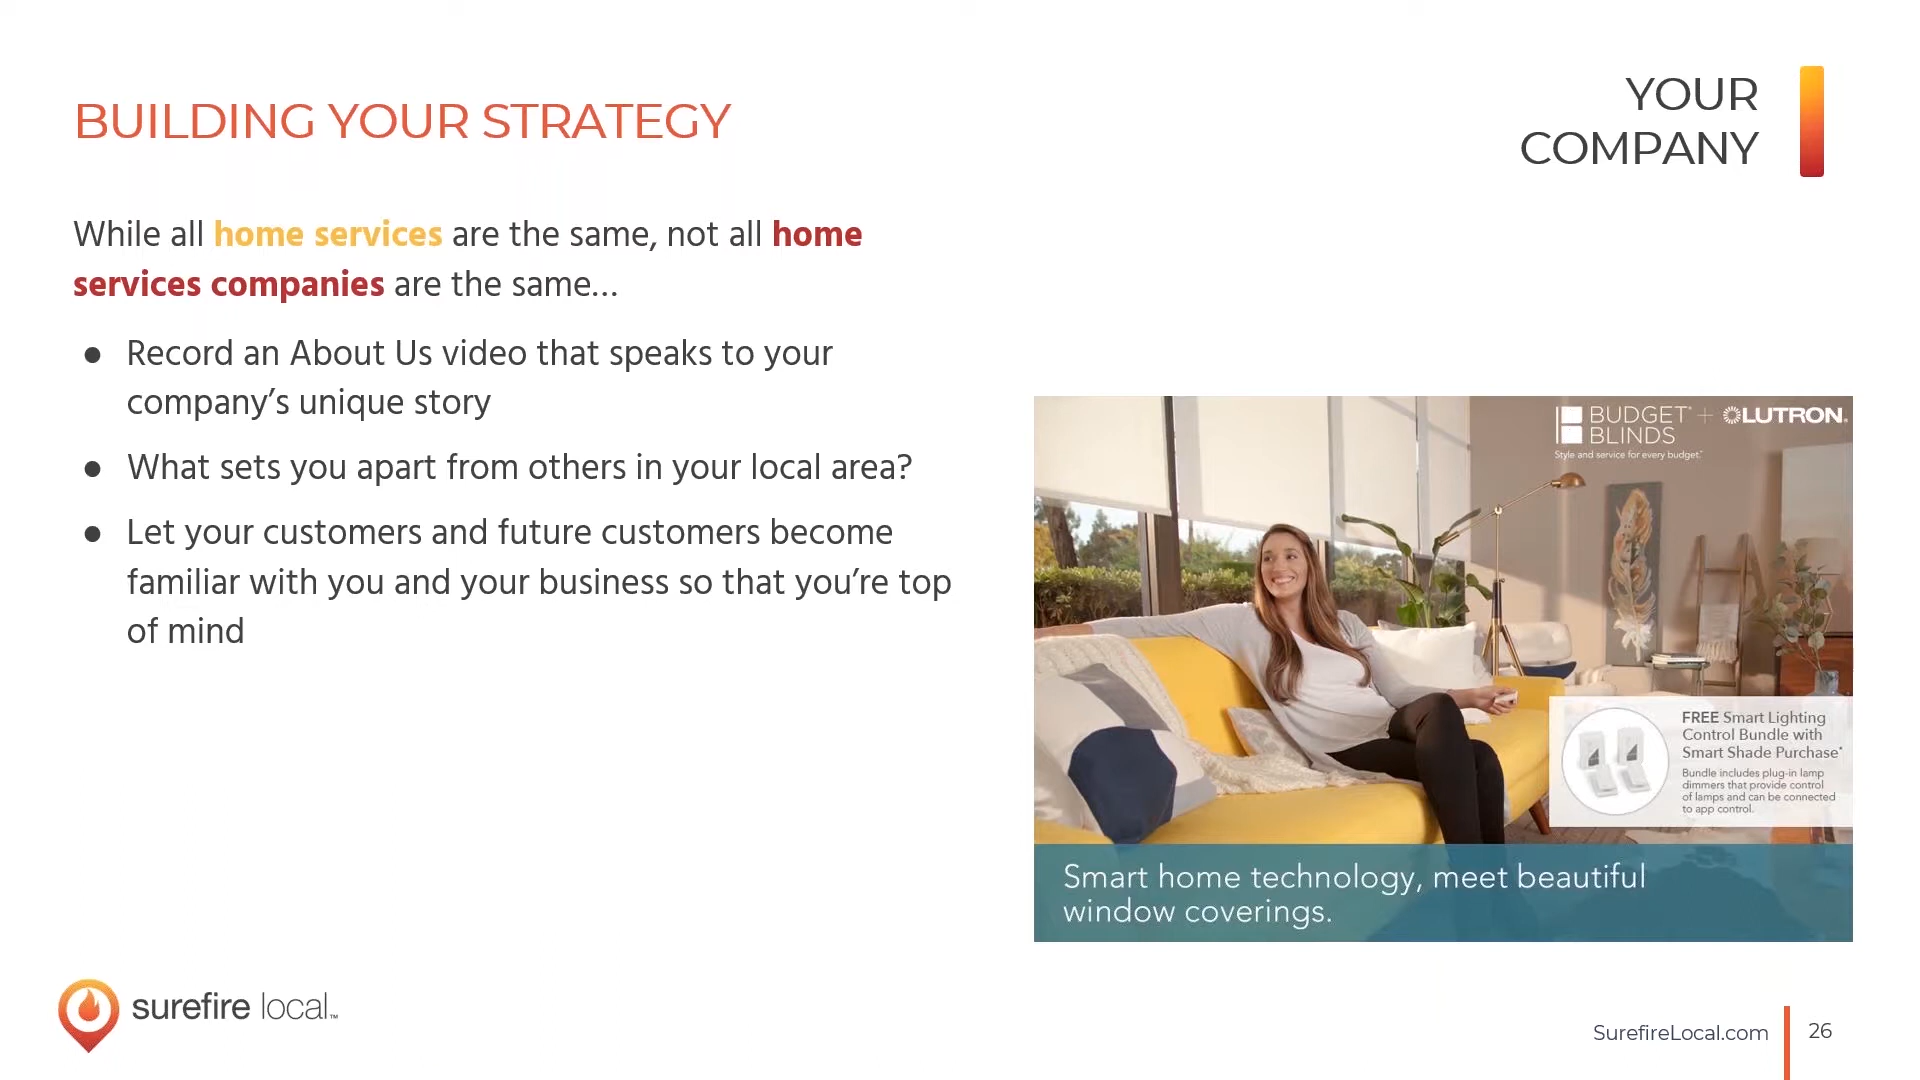 BUILDING YOUR STRATEGY
YOUR
COMPANY
While all home services are the same, not all home
services companies are the same…
● Record an About Us video that speaks to your
company’s unique story
● What sets you apart from others in your local area?
● Let your customers and future customers become
familiar with you and your business so that you’re top
of mind
BUDGET® + LUTRON®
BLINDS
Style and service for every budget.®
FREE Smart Lighting
Control Bundle with
Smart Shade Purchase*
Bundle includes plug-in lamp
dimmers that provide control
of lamps and can be connected
to app control.
Smart home technology, meet beautiful
window coverings.
surefire local™
SurefireLocal.com
26